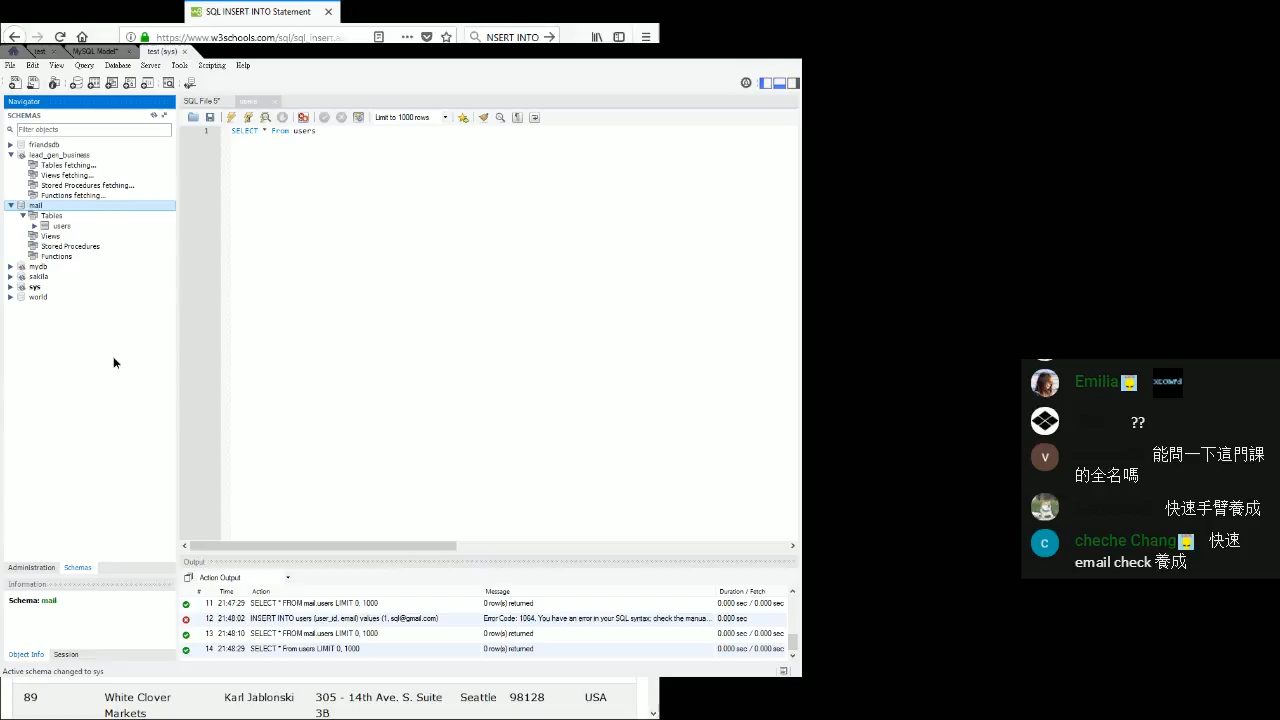 SQL INSERT INTO Statement
https://www.w3schools.com/sql/sql_insert.a
NSERT INTO
test
MySQL Model*
test (sys)
File Edit View Query Database Server Tools Scripting Help
Navigator
SCHEMAS
Filter objects
friendsdb
lead_gen_business
Tables fetching...
Views fetching...
Stored Procedures fetching...
Functions fetching...
mail
Tables
users
Views
Stored Procedures
Functions
mydb
sakila
sys
world
Administration Schemas
Information
Schema: mail
Object Info Session
Active schema changed to sys
SQL File 5*
users
Limit to 1000 rows
1 SELECT * From users
Output
Action Output
# Time Action Message Duration / Fetch
11 21:47:29 SELECT * FROM mail.users LIMIT 0, 1000 0 row(s) returned 0.000 sec / 0.000 sec
12 21:48:02 INSERT INTO users (user_id, email) values (1, sql@gmail.com) Error Code: 1064. You have an error in your SQL syntax; check the manua... 0.000 sec
13 21:48:10 SELECT * FROM mail.users LIMIT 0, 1000 0 row(s) returned 0.000 sec / 0.000 sec
14 21:48:29 SELECT * From users LIMIT 0, 1000 0 row(s) returned 0.000 sec / 0.000 sec
89 White Clover Karl Jablonski 305 - 14th Ave. S. Suite Seattle 98128 USA
Markets 3B
Emilia
??
V
能問一下這門課
的全名嗎
快速手臂養成
C
cheche Chang 快速
email check 養成